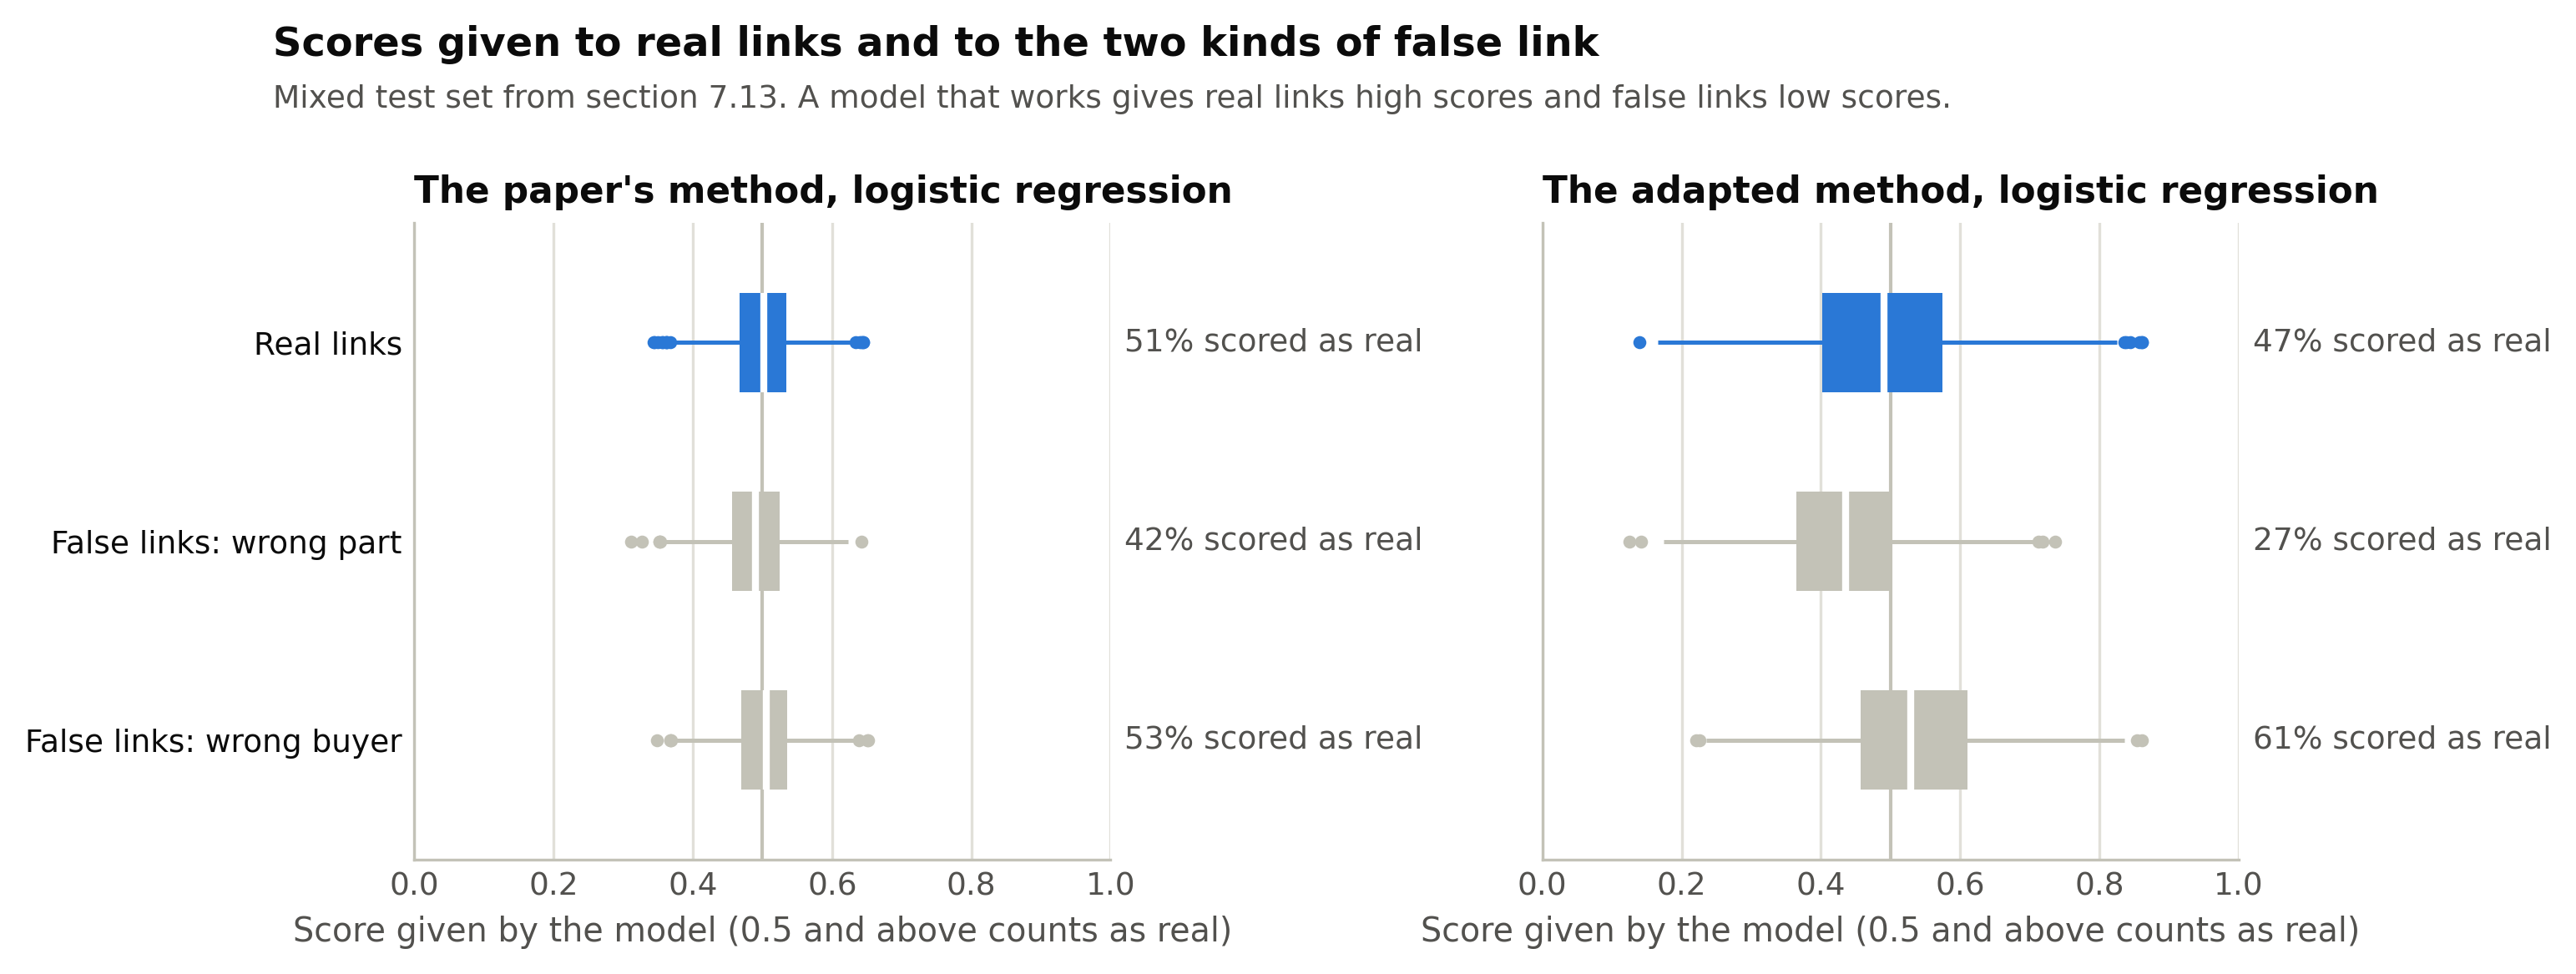 Scores given to real links and to the two kinds of false link
Mixed test set from section 7.13. A model that works gives real links high scores and false links low scores.
The paper's method, logistic regression
Real links
51% scored as real
False links: wrong part
42% scored as real
False links: wrong buyer
53% scored as real
0.0 0.2 0.4 0.6 0.8 1.0
Score given by the model (0.5 and above counts as real)
The adapted method, logistic regression
47% scored as real
27% scored as real
61% scored as real
0.0 0.2 0.4 0.6 0.8 1.0
Score given by the model (0.5 and above counts as real)